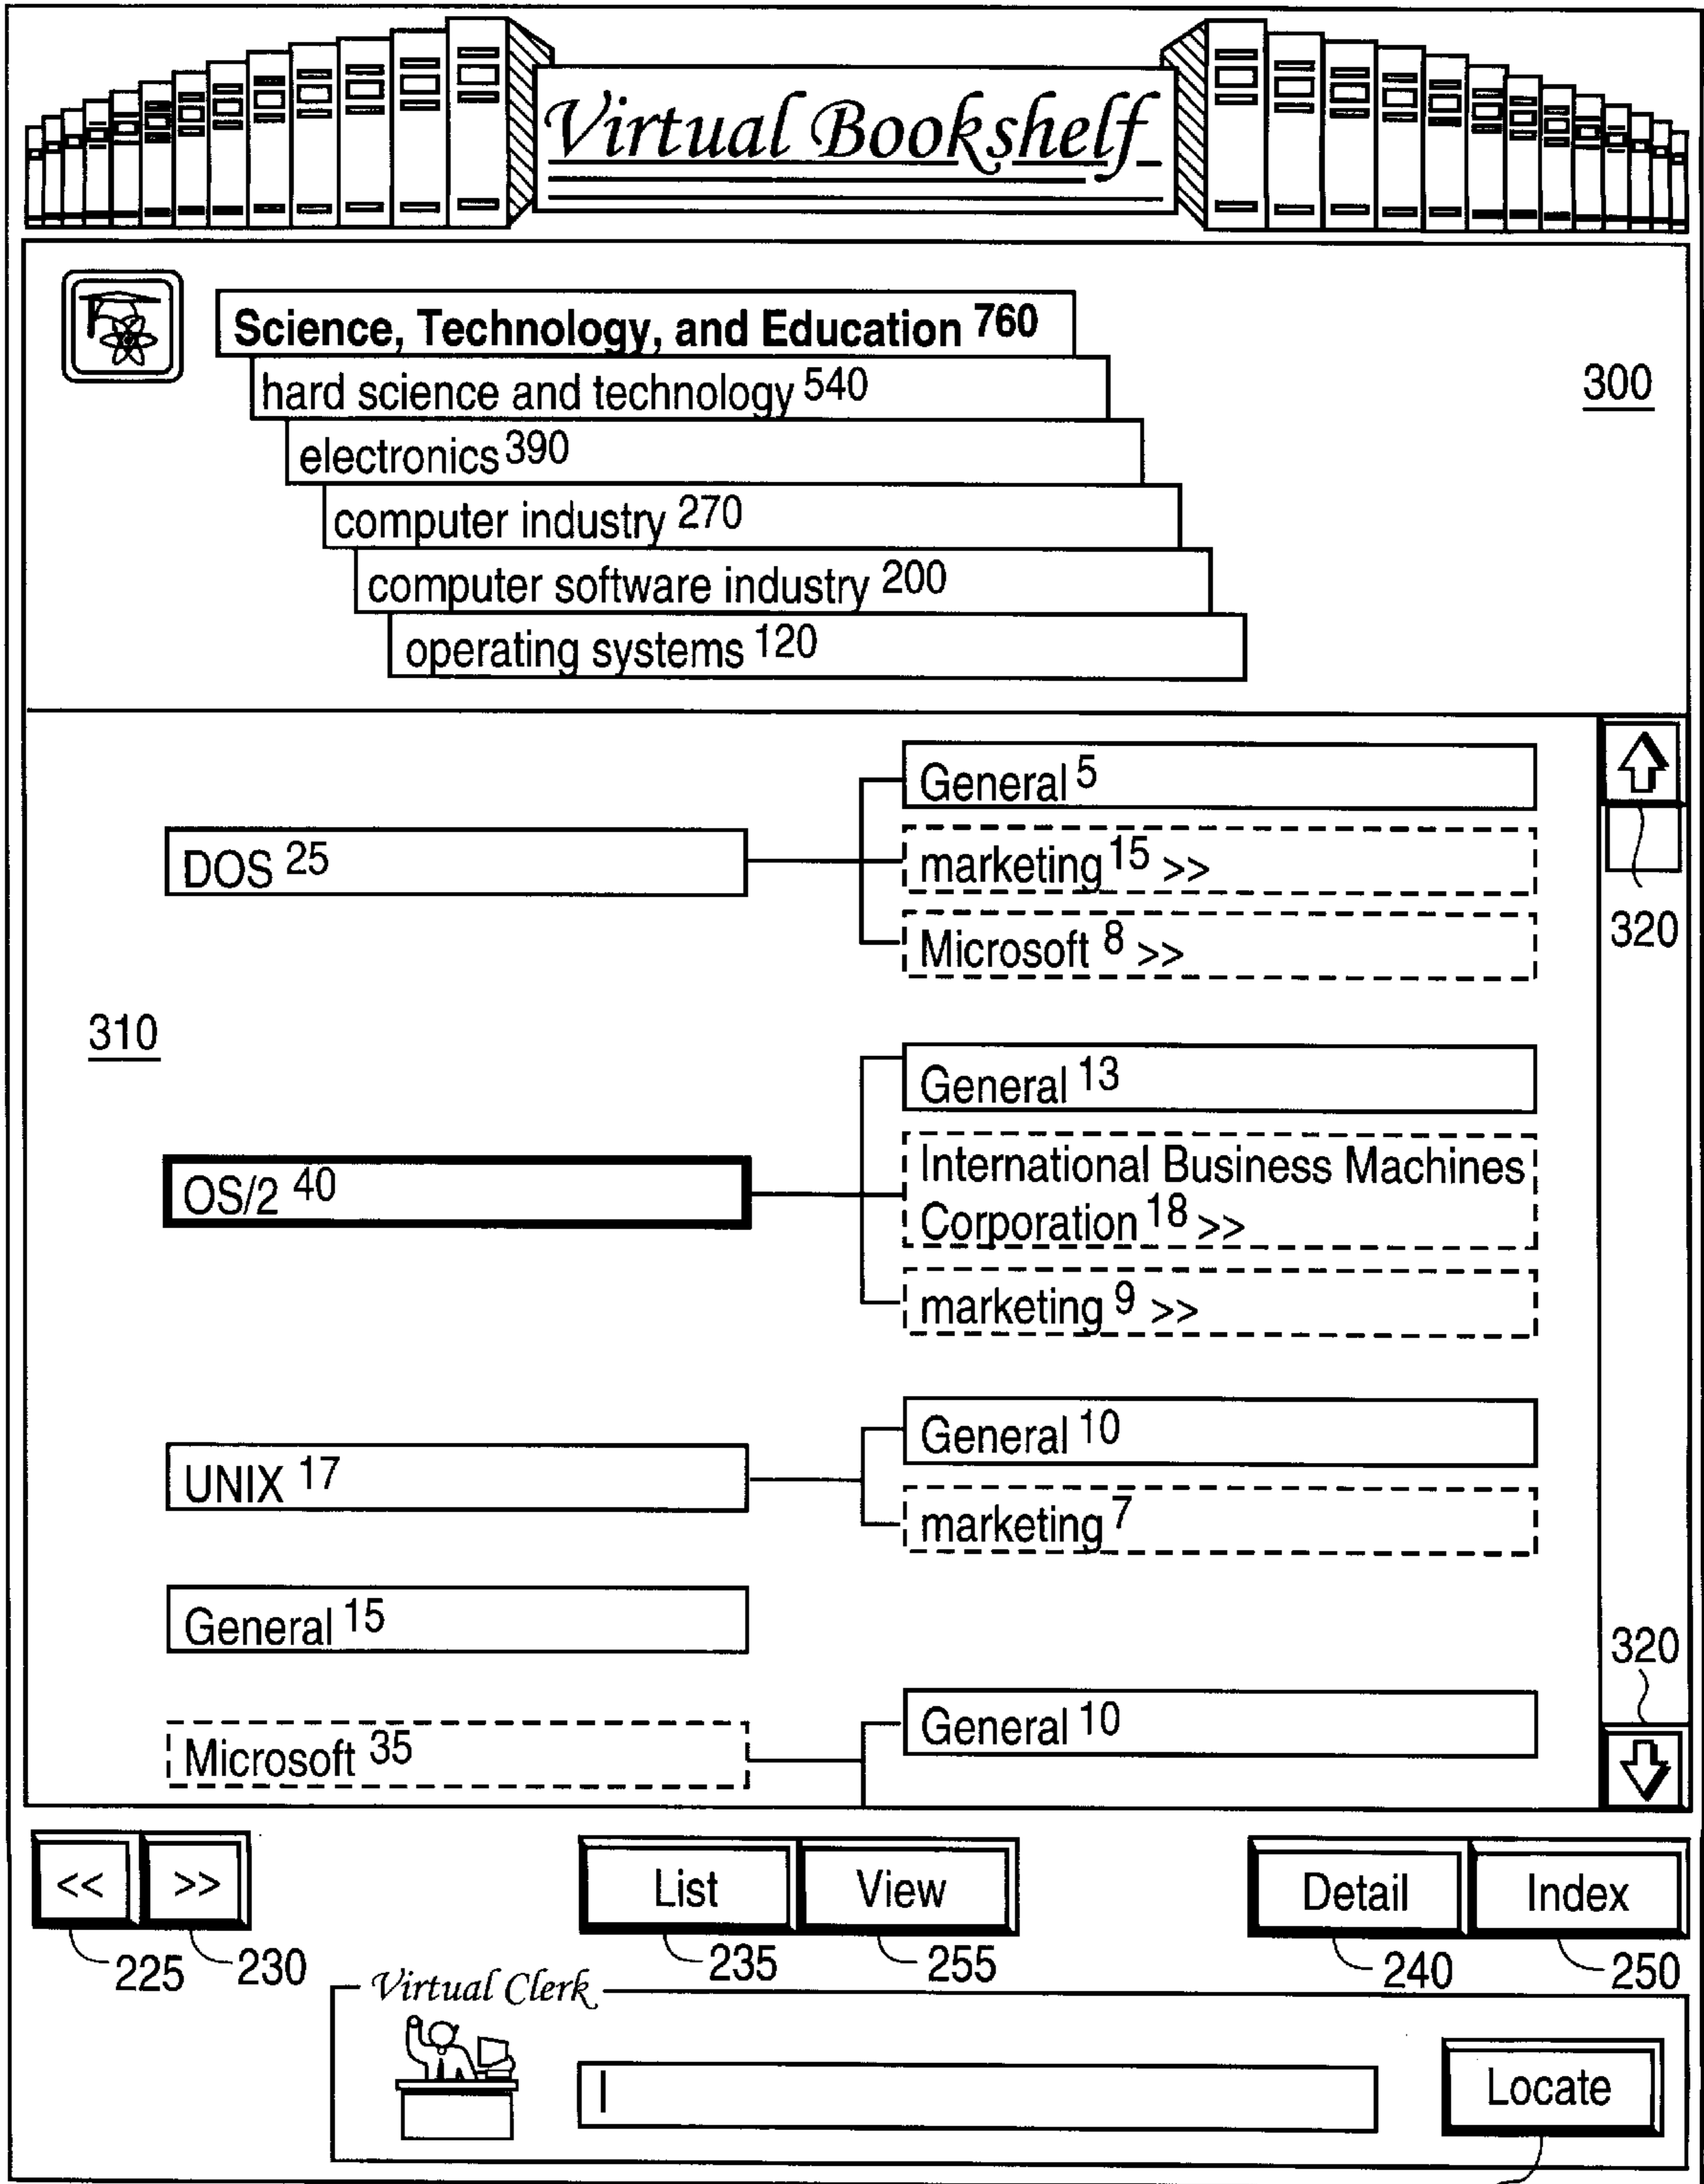 Virtual Bookshelf
Science, Technology, and Education 760
hard science and technology 540
300
electronics 390
computer industry 270
computer software industry 200
operating systems 120
General 5
DOS 25
marketing 15 >>
Microsoft 8 >>
320
310
General 13
OS/2 40
International Business Machines
Corporation 18 >>
marketing 9 >>
General 10
UNIX 17
marketing 7
General 15
320
General 10
Microsoft 35
<< >> List View Detail Index
225 230 235 255 240 250
Virtual Clerk
Locate